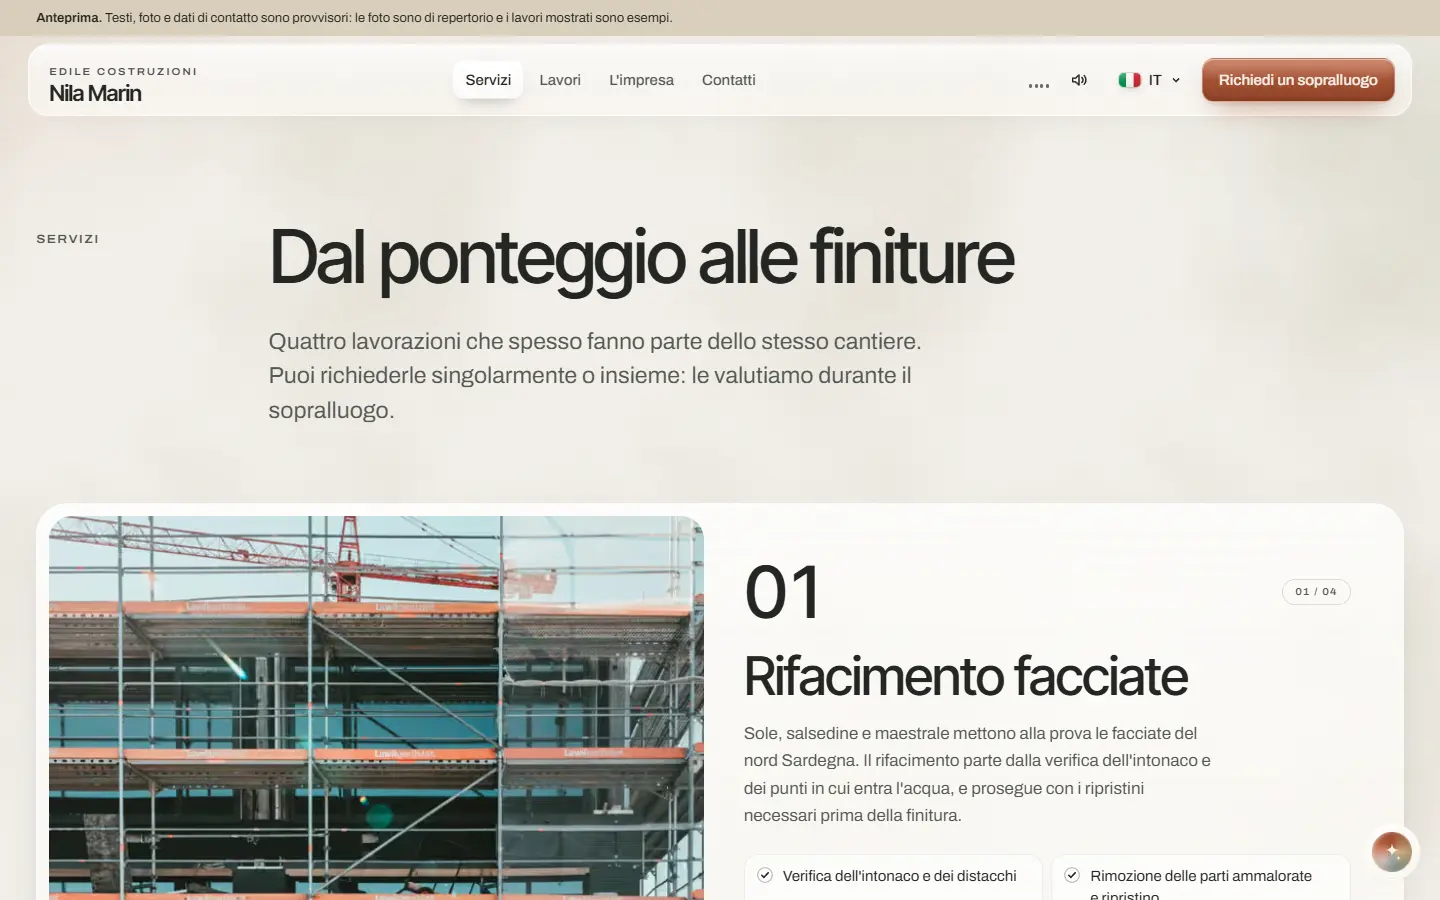 Anteprima. Testi, foto e dati di contatto sono provvisori: le foto sono di repertorio e i lavori mostrati sono esempi.
EDILE COSTRUZIONI
Nila Marin
Servizi
Lavori
L'impresa
Contatti
IT
Richiedi un sopralluogo
SERVIZI
Dal ponteggio alle finiture
Quattro lavorazioni che spesso fanno parte dello stesso cantiere.
Puoi richiederle singolarmente o insieme: le valutiamo durante il
sopralluogo.
01
01 / 04
Rifacimento facciate
Sole, salsedine e maestrale mettono alla prova le facciate del
nord Sardegna. Il rifacimento parte dalla verifica dell'intonaco e
dei punti in cui entra l'acqua, e prosegue con i ripristini
necessari prima della finitura.
Verifica dell'intonaco e dei distacchi
Rimozione delle parti ammalorate
e ripristino